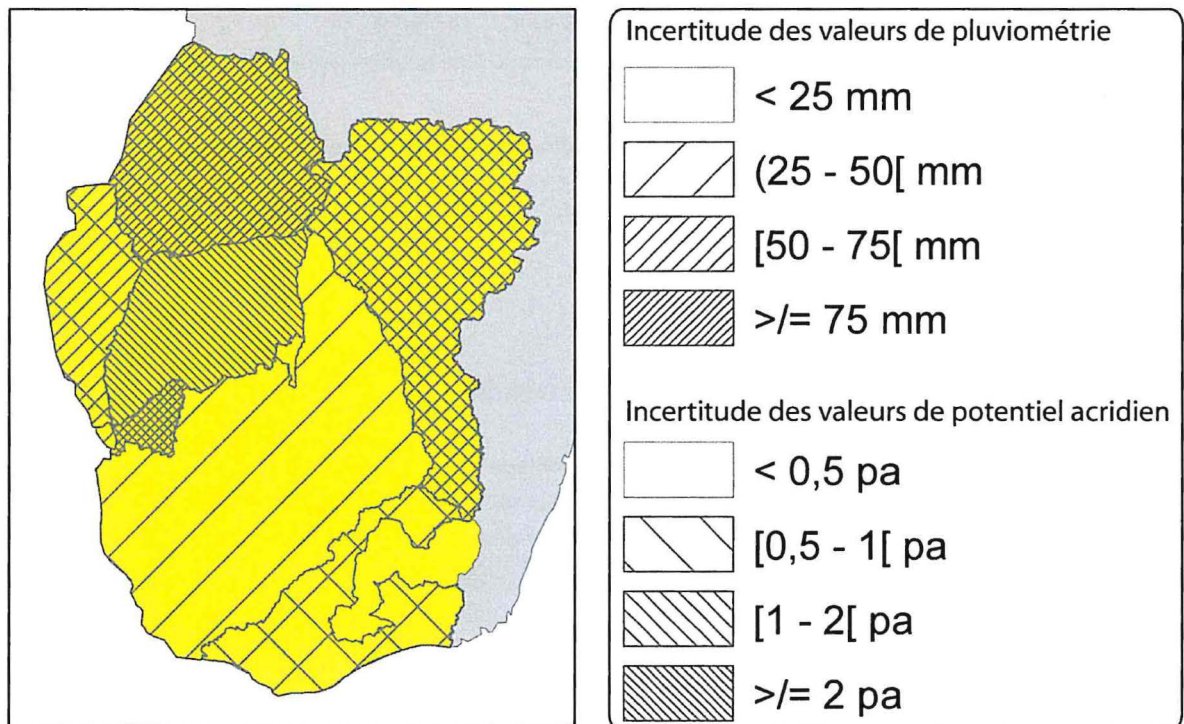 Incertitude des valeurs de pluviométrie
< 25 mm
(25 - 50[ mm
[50 - 75[ mm
>/= 75 mm
Incertitude des valeurs de potentiel acridien
< 0,5 pa
[0,5 - 1[ pa
[1 - 2[ pa
>/= 2 pa